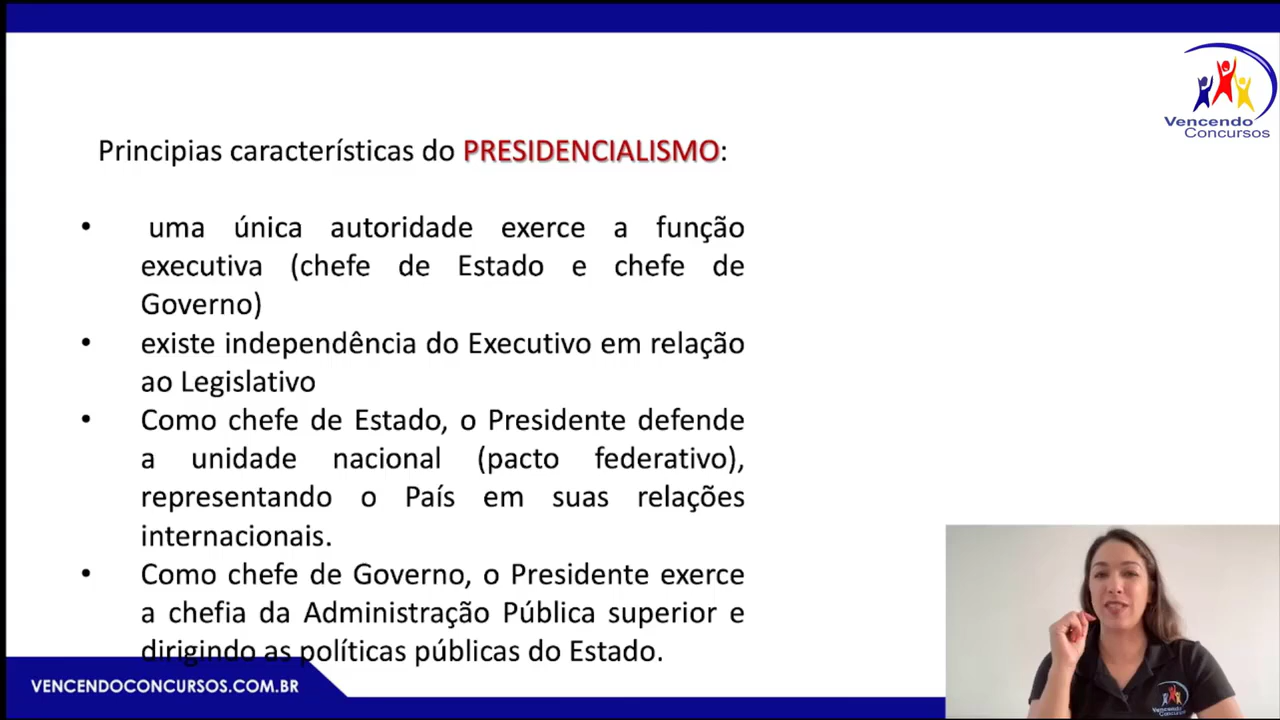 Vencendo
Concursos
Principias características do PRESIDENCIALISMO:
• uma única autoridade exerce a função
executiva (chefe de Estado e chefe de
Governo)
• existe independência do Executivo em relação
ao Legislativo
• Como chefe de Estado, o Presidente defende
a unidade nacional (pacto federativo),
representando o País em suas relações
internacionais.
• Como chefe de Governo, o Presidente exerce
a chefia da Administração Pública superior e
dirigindo as políticas públicas do Estado.
VENCENDOCONCURSOS.COM.BR
Vencendo
Concursos